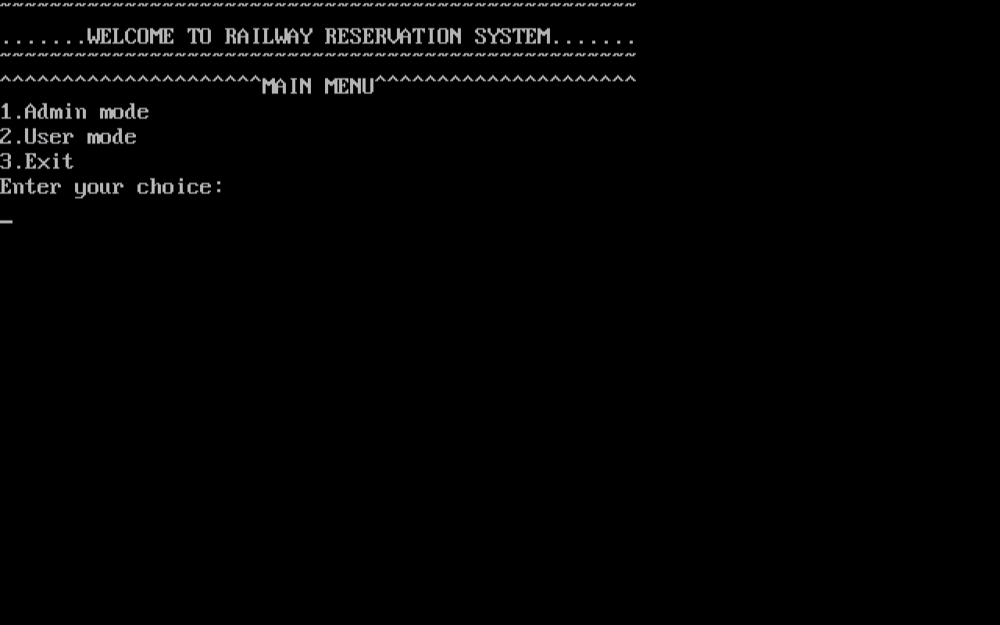 ~~~~~~~~~~~~~~~~~~~~~~~~~~~~~~~~~~~~~~~~~~~~~~~~~~~
.......WELCOME TO RAILWAY RESERVATION SYSTEM.......
~~~~~~~~~~~~~~~~~~~~~~~~~~~~~~~~~~~~~~~~~~~~~~~~~~~
^^^^^^^^^^^^^^^^^^^^^MAIN MENU^^^^^^^^^^^^^^^^^^^^^
1.Admin mode
2.User mode
3.Exit
Enter your choice:
_